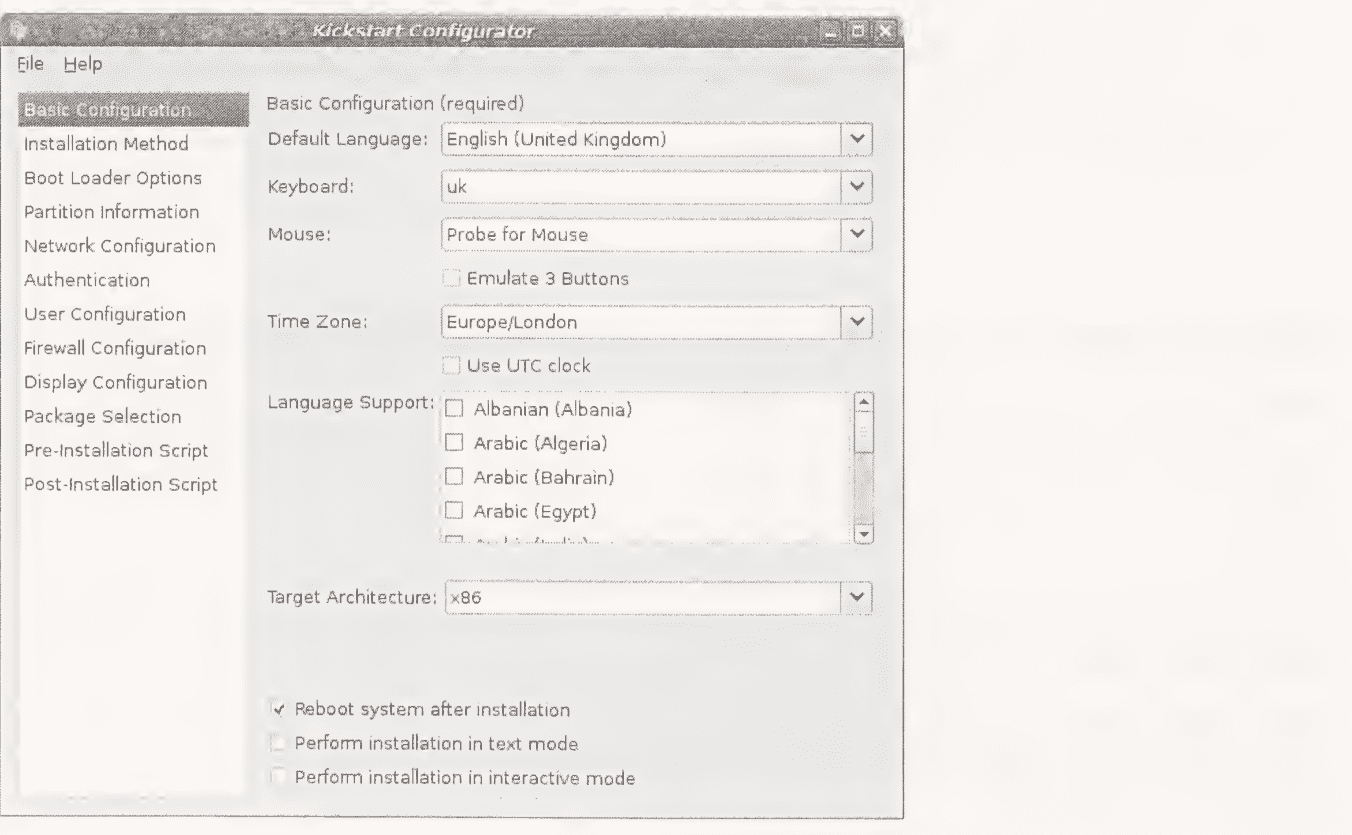 Kickstart Configurator
File Help
Basic Configuration
Installation Method
Boot Loader Options
Partition Information
Network Configuration
Authentication
User Configuration
Firewall Configuration
Display Configuration
Package Selection
Pre-Installation Script
Post-Installation Script
Basic Configuration (required)
Default Language: English (United Kingdom)
Keyboard: uk
Mouse: Probe for Mouse
Emulate 3 Buttons
Time Zone: Europe/London
Use UTC clock
Language Support:
Albanian (Albania)
Arabic (Algeria)
Arabic (Bahrain)
Arabic (Egypt)
Target Architecture: x86
Reboot system after installation
Perform installation in text mode
Perform installation in interactive mode